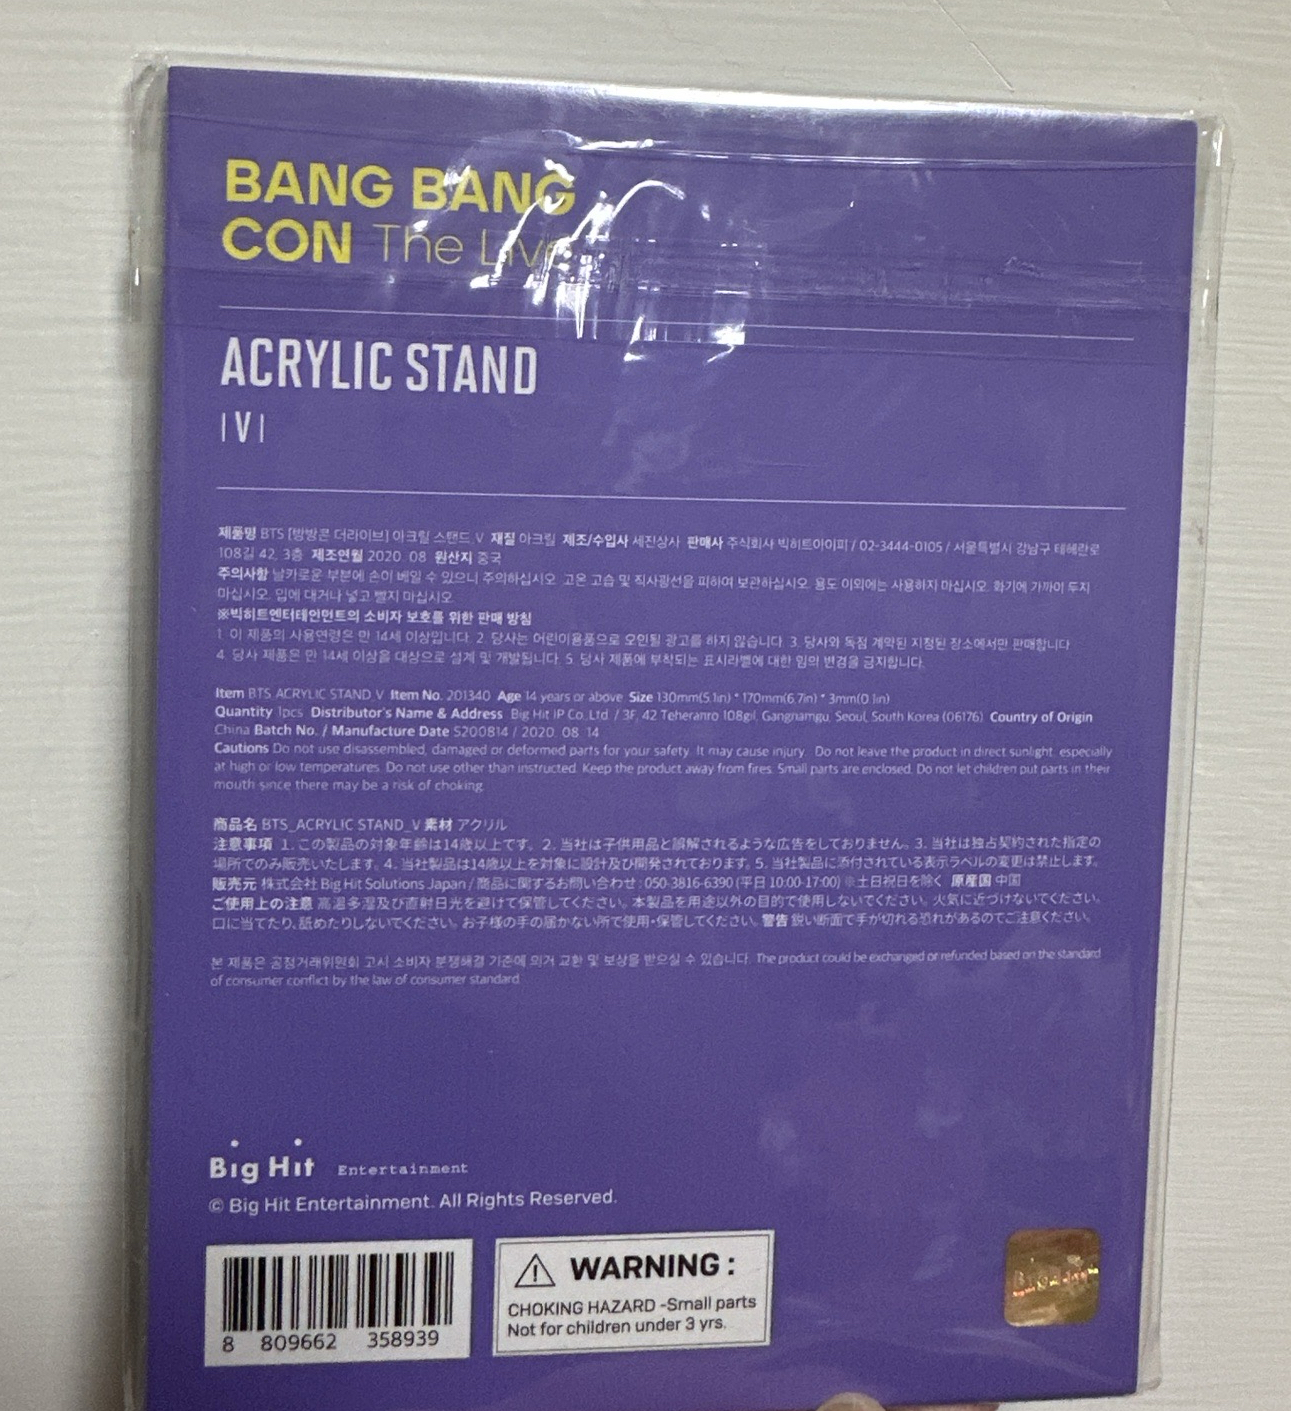 BANG BANG
CON The Live
ACRYLIC STAND
| V |
제품명 BTS [방방콘 더라이브] 아크릴 스탠드 V 재질 아크릴 제조/수입사 세진상사 판매사 주식회사 빅히트아이피 / 02-3444-0105 / 서울특별시 강남구 테헤란로
108길 42, 3층 제조연월 2020. 08 원산지 중국
주의사항 날카로운 부분에 손이 베일 수 있으니 주의하십시오. 고온 고습 및 직사광선을 피하여 보관하십시오. 용도 이외에는 사용하지 마십시오. 화기에 가까이 두지
마십시오. 입에 대거나 넣고 빨지 마십시오.
※빅히트엔터테인먼트의 소비자 보호를 위한 판매 방침
1. 이 제품의 사용연령은 만 14세 이상입니다. 2. 당사는 어린이용품으로 오인될 광고를 하지 않습니다. 3. 당사와 독점 계약된 지정된 장소에서만 판매합니다.
4. 당사 제품은 만 14세 이상을 대상으로 설계 및 개발됩니다. 5. 당사 제품에 부착되는 표시라벨에 대한 임의 변경을 금지합니다.
Item BTS ACRYLIC STAND V Item No. 201340 Age 14 years or above Size 130mm(5.1in) * 170mm(6.7in) * 3mm(0.1in)
Quantity 1pcs Distributor's Name & Address Big Hit IP Co.,Ltd / 3F, 42 Teheranro 108gil, Gangnamgu, Seoul, South Korea (06176) Country of Origin
China Batch No. / Manufacture Date S200814 / 2020. 08. 14
Cautions Do not use disassembled, damaged or deformed parts for your safety. It may cause injury. Do not leave the product in direct sunlight, especially
at high or low temperatures. Do not use other than instructed. Keep the product away from fires. Small parts are enclosed. Do not let children put parts in their
mouth since there may be a risk of choking.
商品名 BTS_ACRYLIC STAND_V 素材 アクリル
注意事項 1. この製品の対象年齢は14歳以上です。2. 当社は子供用品と誤解されるような広告をしておりません。3. 当社は独占契約された指定の
場所でのみ販売いたします。4. 当社製品は14歳以上を対象に設計及び開発されております。5. 当社製品に添付されている表示ラベルの変更は禁止します。
販売元 株式会社 Big Hit Solutions Japan / 商品に関するお問い合わせ : 050-3816-6390 (平日 10:00-17:00) ※土日祝日を除く 原産国 中国
ご使用上の注意 高温多湿及び直射日光を避けて保管してください。本製品を用途以外の目的で使用しないでください。火気に近づけないでください。
口に当てたり、舐めたりしないでください。お子様の手の届かない所で使用・保管してください。警告 鋭い断面で手が切れる恐れがあるのでご注意ください。
본 제품은 공정거래위원회 고시 소비자 분쟁해결 기준에 의거 교환 및 보상을 받으실 수 있습니다. The product could be exchanged or refunded based on the standard
of consumer conflict by the law of consumer standard.
Big Hit Entertainment
© Big Hit Entertainment. All Rights Reserved.
8 809662 358939
WARNING :
CHOKING HAZARD -Small parts
Not for children under 3 yrs.